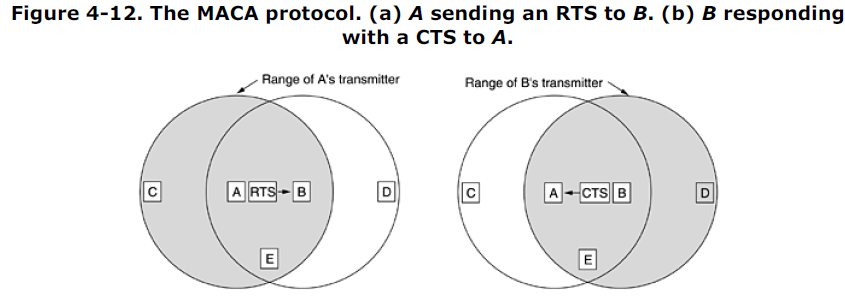 Figure 4-12. The MACA protocol. (a) A sending an RTS to B. (b) B responding
with a CTS to A.
Range of A's transmitter
Range of B's transmitter
C
A RTS B
D
E
C
A CTS B
D
E